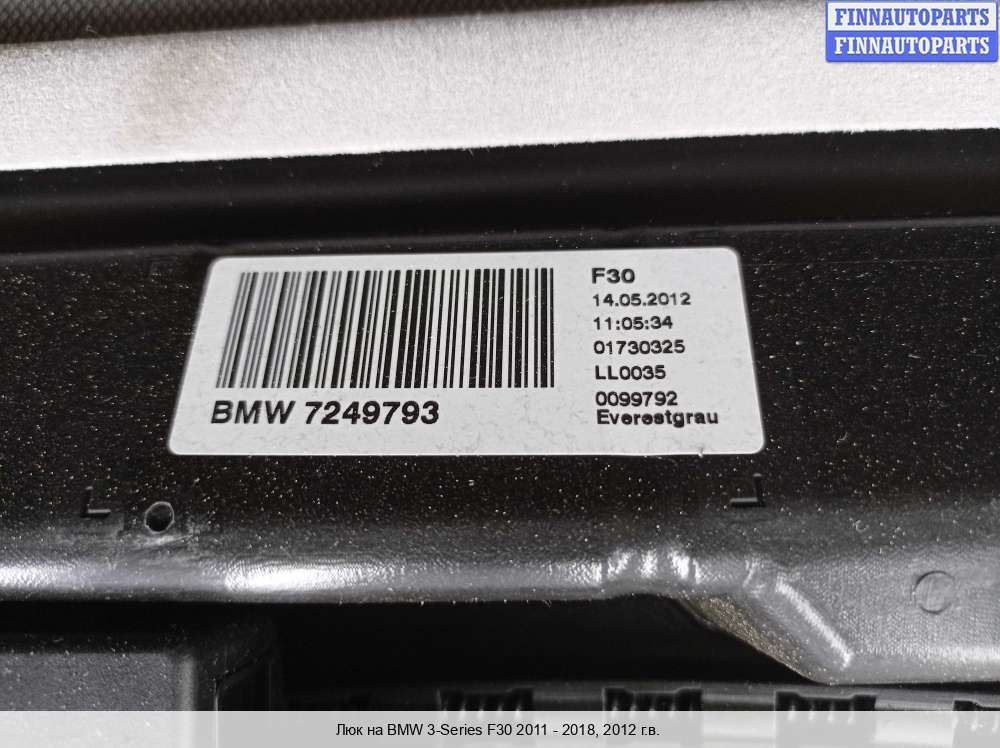 FINNAUTOPARTS
FINNAUTOPARTS
F30
14.05.2012
11:05:34
01730325
LL0035
0099792
Everestgrau
BMW 7249793
Люк на BMW 3-Series F30 2011 - 2018, 2012 г.в.